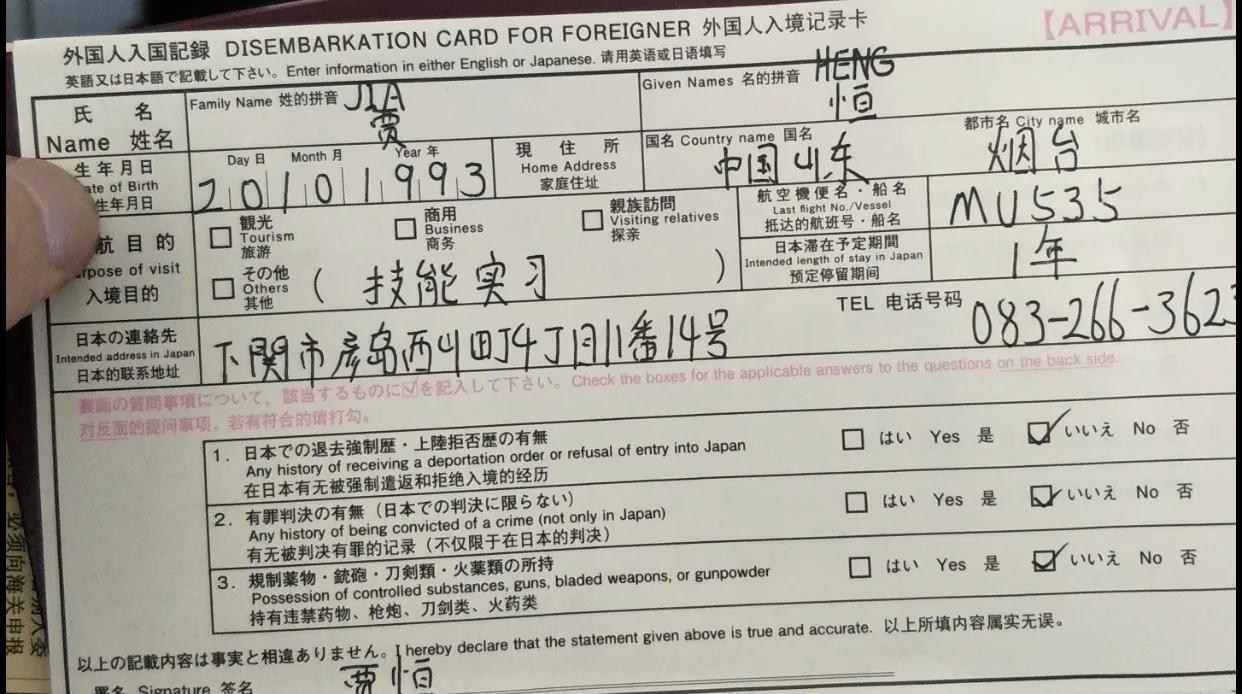 外国人入国記録 DISEMBARKATION CARD FOR FOREIGNER 外国人入境记录卡
【ARRIVAL】
英語又は日本語で記載して下さい。Enter information in either English or Japanese. 请用英语或日语填写
氏 名
Name 姓名
Family Name 姓的拼音 JIA
贾
Given Names 名的拼音 HENG
恒
生年月日
ate of Birth
生年月日
Day 日 Month 月 Year 年
20 10 1993
現住所
Home Address
家庭住址
国名 Country name 国名
中国 山东
都市名 City name 城市名
烟台
航目的
rpose of visit
入境目的
観光
Tourism
旅游
商用
Business
商务
親族訪問
Visiting relatives
探亲
その他
Others
其他
( 技能实习 )
航空機便名・船名
Last flight No./Vessel
抵达的航班号・船名
MU535
日本滞在予定期間
Intended length of stay in Japan
预定停留期间
1年
日本の連絡先
Intended address in Japan
日本的联系地址
下関市彦岛西山町4丁目11番14号
TEL 电话号码 083-266-3623
裏面の質問事項について、該当するものに☑を記入して下さい。Check the boxes for the applicable answers to the questions on the back side.
对反面的提问事项，若有符合的请打勾。
1. 日本での退去強制歴・上陸拒否歴の有無
Any history of receiving a deportation order or refusal of entry into Japan
在日本有无被强制遣返和拒绝入境的经历
□ はい Yes 是 ☑ いいえ No 否
2. 有罪判決の有無（日本での判決に限らない）
Any history of being convicted of a crime (not only in Japan)
有无被判决有罪的记录（不仅限于在日本的判决）
□ はい Yes 是 ☑ いいえ No 否
3. 規制薬物・銃砲・刀剣類・火薬類の所持
Possession of controlled substances, guns, bladed weapons, or gunpowder
持有违禁药物、枪炮、刀剑类、火药类
□ はい Yes 是 ☑ いいえ No 否
以上の記載内容は事実と相違ありません。I hereby declare that the statement given above is true and accurate. 以上所填内容属实无误。
署名 Signature 签名
贾恒
必须向海关申报